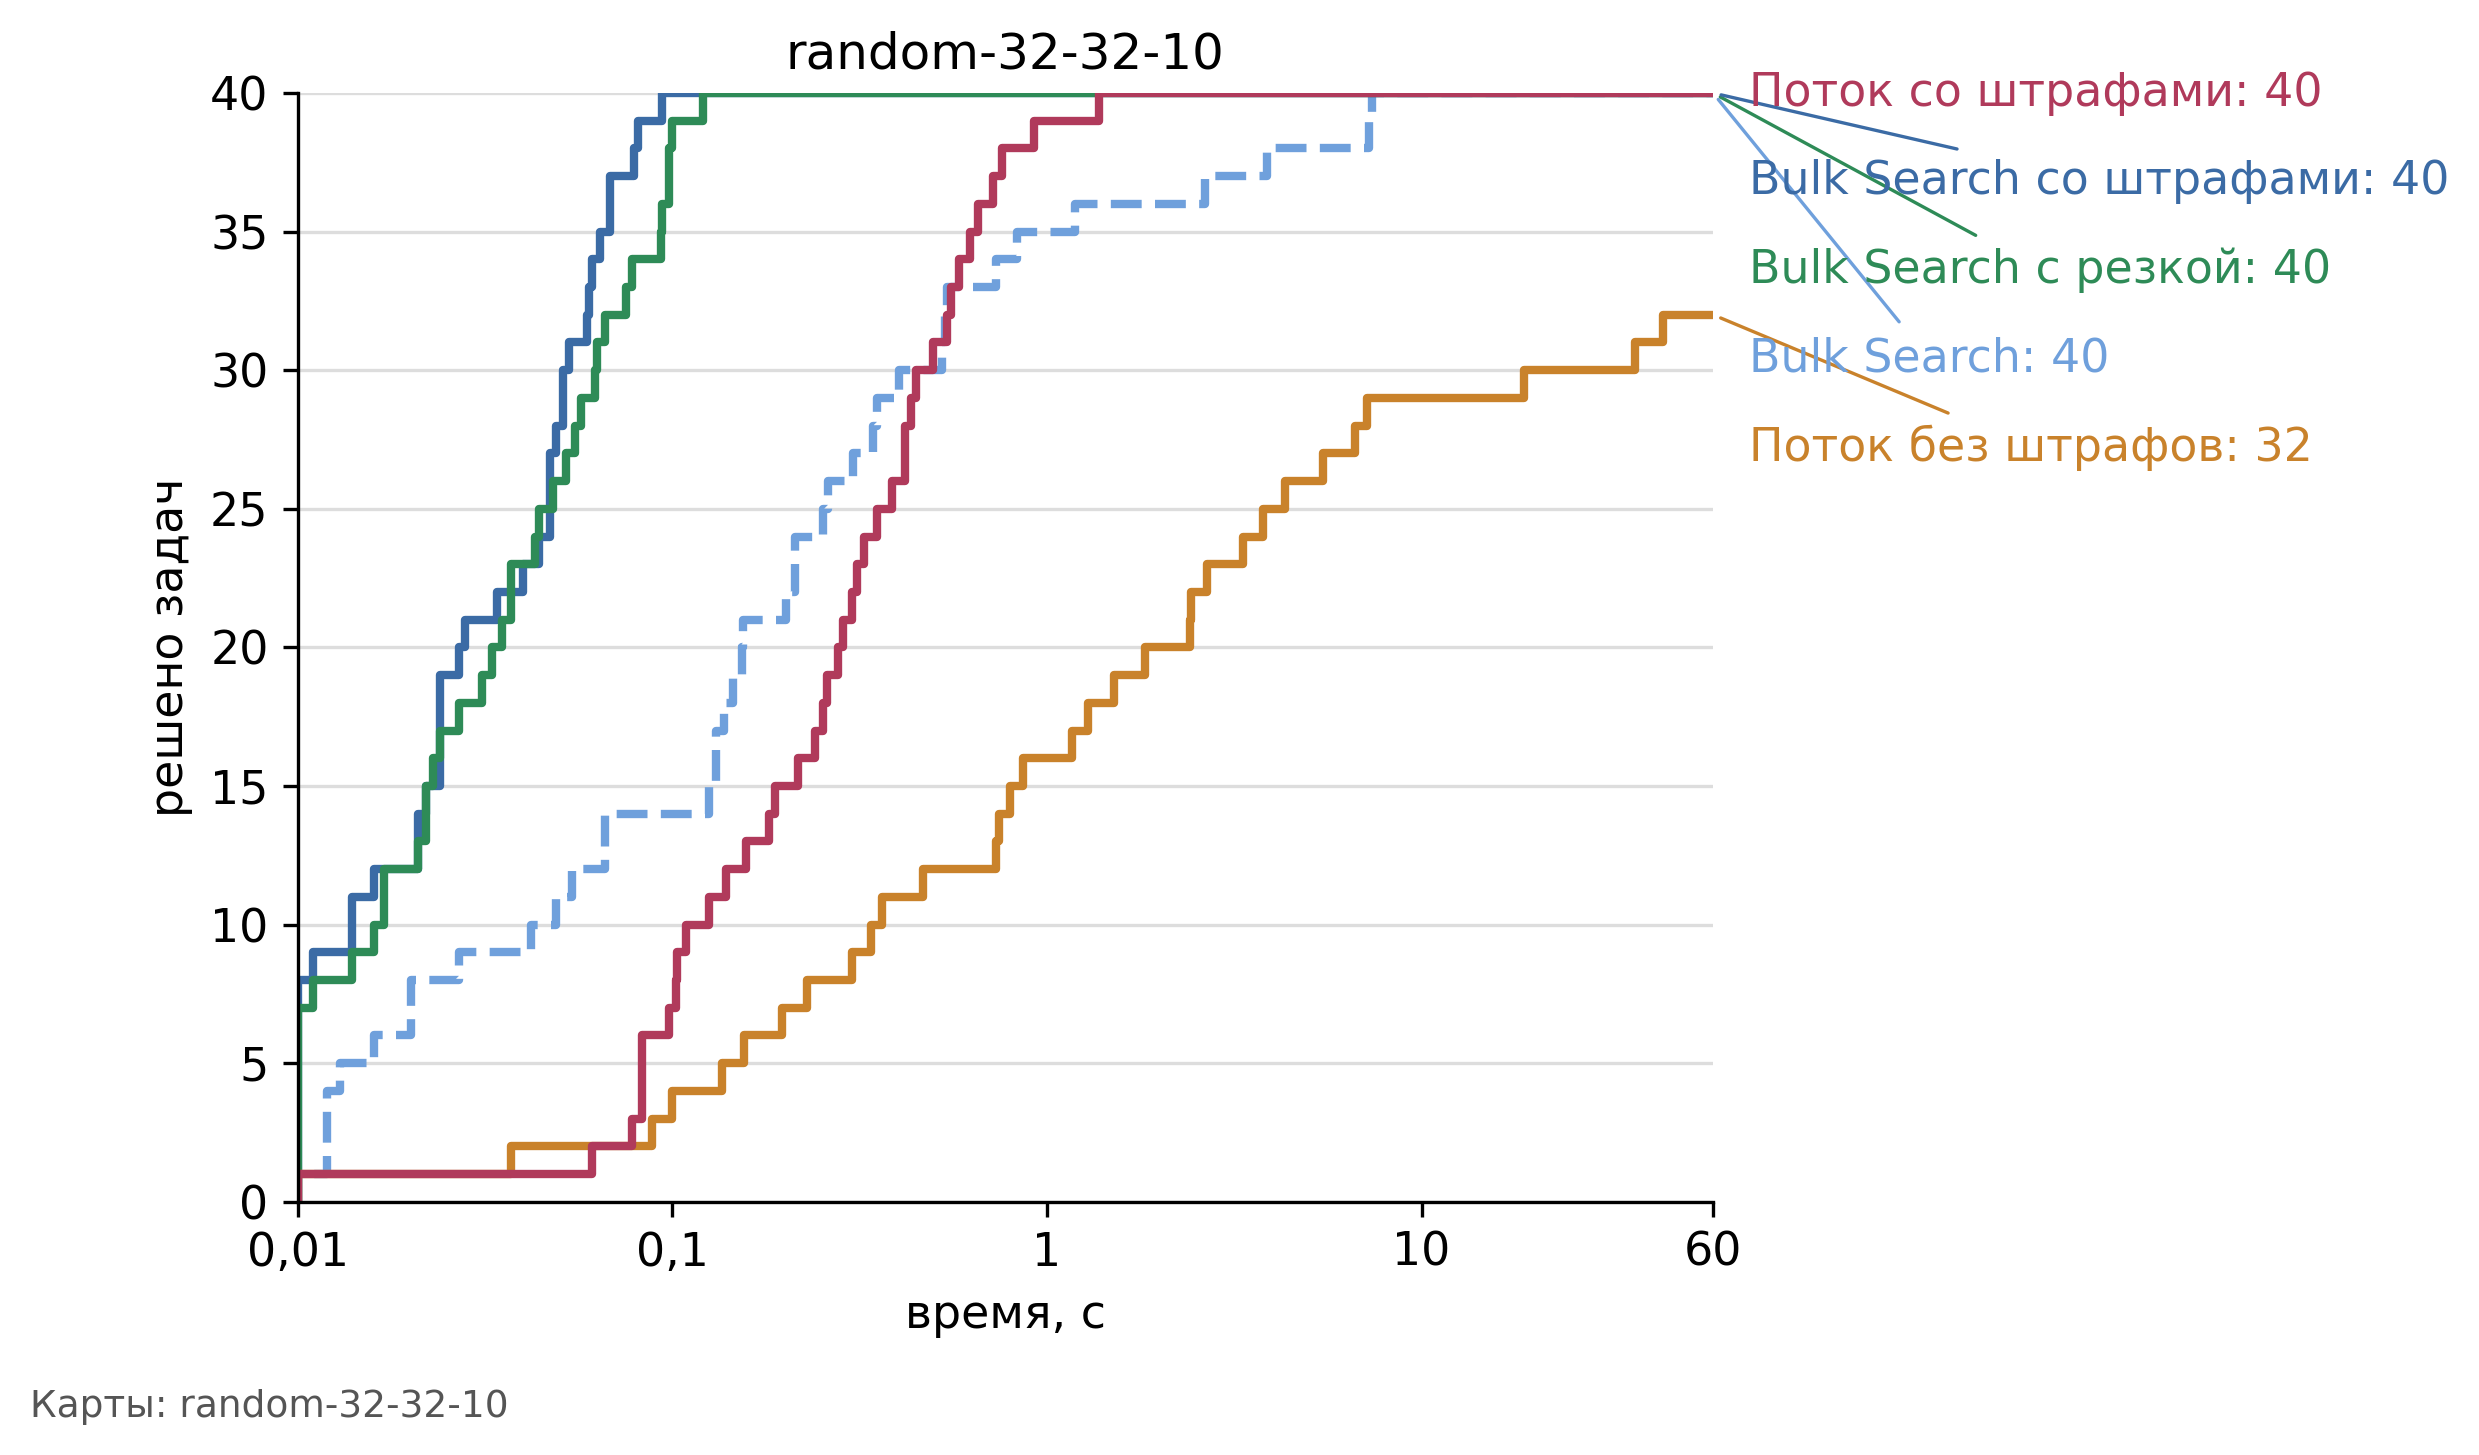 random-32-32-10
Поток со штрафами: 40
Bulk Search со штрафами: 40
Bulk Search с резкой: 40
Bulk Search: 40
Поток без штрафов: 32
решено задач
40
35
30
25
20
15
10
5
0
0,01
0,1
1
10
60
время, с
Карты: random-32-32-10